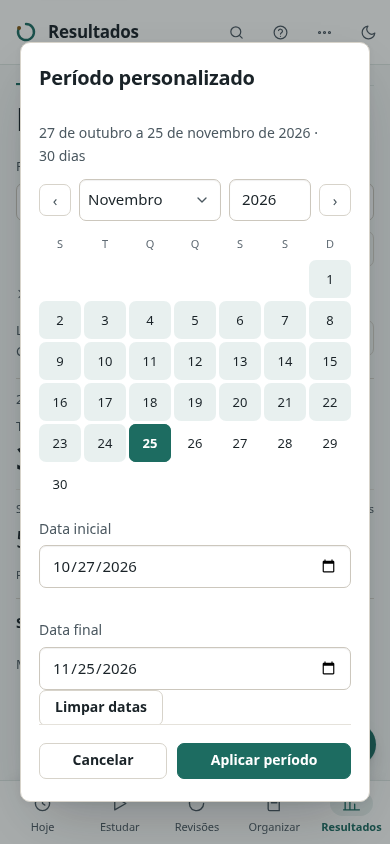 Resultados
Período personalizado
27 de outubro a 25 de novembro de 2026 ·
30 dias
‹ Novembro 2026 ›
S T Q Q S S D
1
2 3 4 5 6 7 8
9 10 11 12 13 14 15
16 17 18 19 20 21 22
23 24 25 26 27 28 29
30
Data inicial
10/27/2026
Data final
11/25/2026
Limpar datas
Cancelar Aplicar período
Hoje Estudar Revisões Organizar Resultados